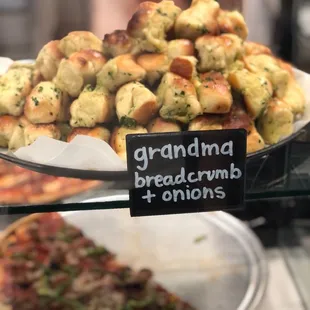 grandma
breadcrumb
+ onions